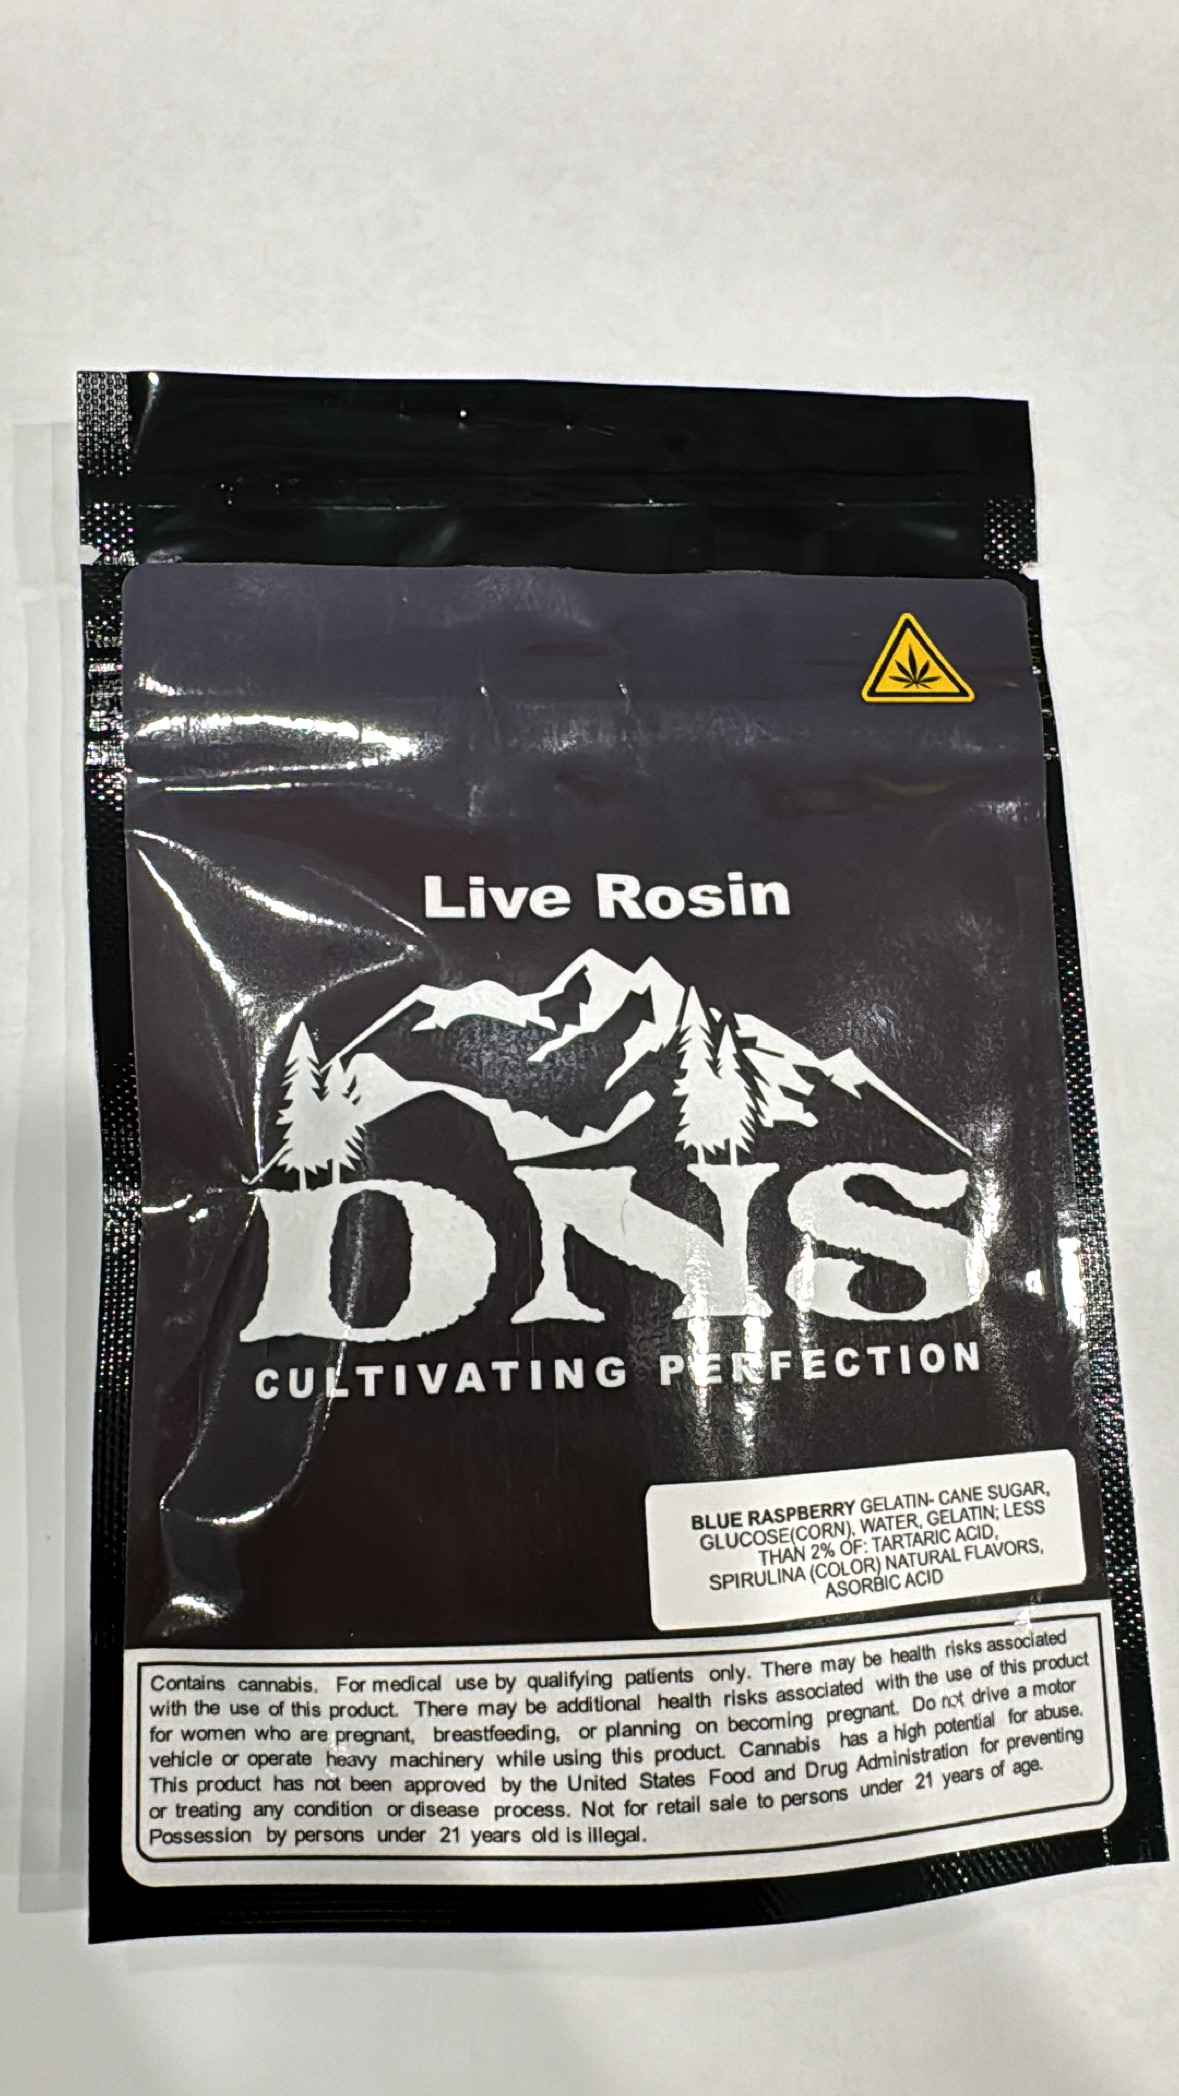 Live Rosin
DNS
CULTIVATING PERFECTION
BLUE RASPBERRY GELATIN- CANE SUGAR,
GLUCOSE(CORN), WATER, GELATIN; LESS
THAN 2% OF: TARTARIC ACID,
SPIRULINA (COLOR) NATURAL FLAVORS,
ASORBIC ACID
Contains cannabis. For medical use by qualifying patients only. There may be health risks associated
with the use of this product. There may be additional health risks associated with the use of this product
for women who are pregnant, breastfeeding, or planning on becoming pregnant. Do not drive a motor
vehicle or operate heavy machinery while using this product. Cannabis has a high potential for abuse.
This product has not been approved by the United States Food and Drug Administration for preventing
or treating any condition or disease process. Not for retail sale to persons under 21 years of age.
Possession by persons under 21 years old is illegal.